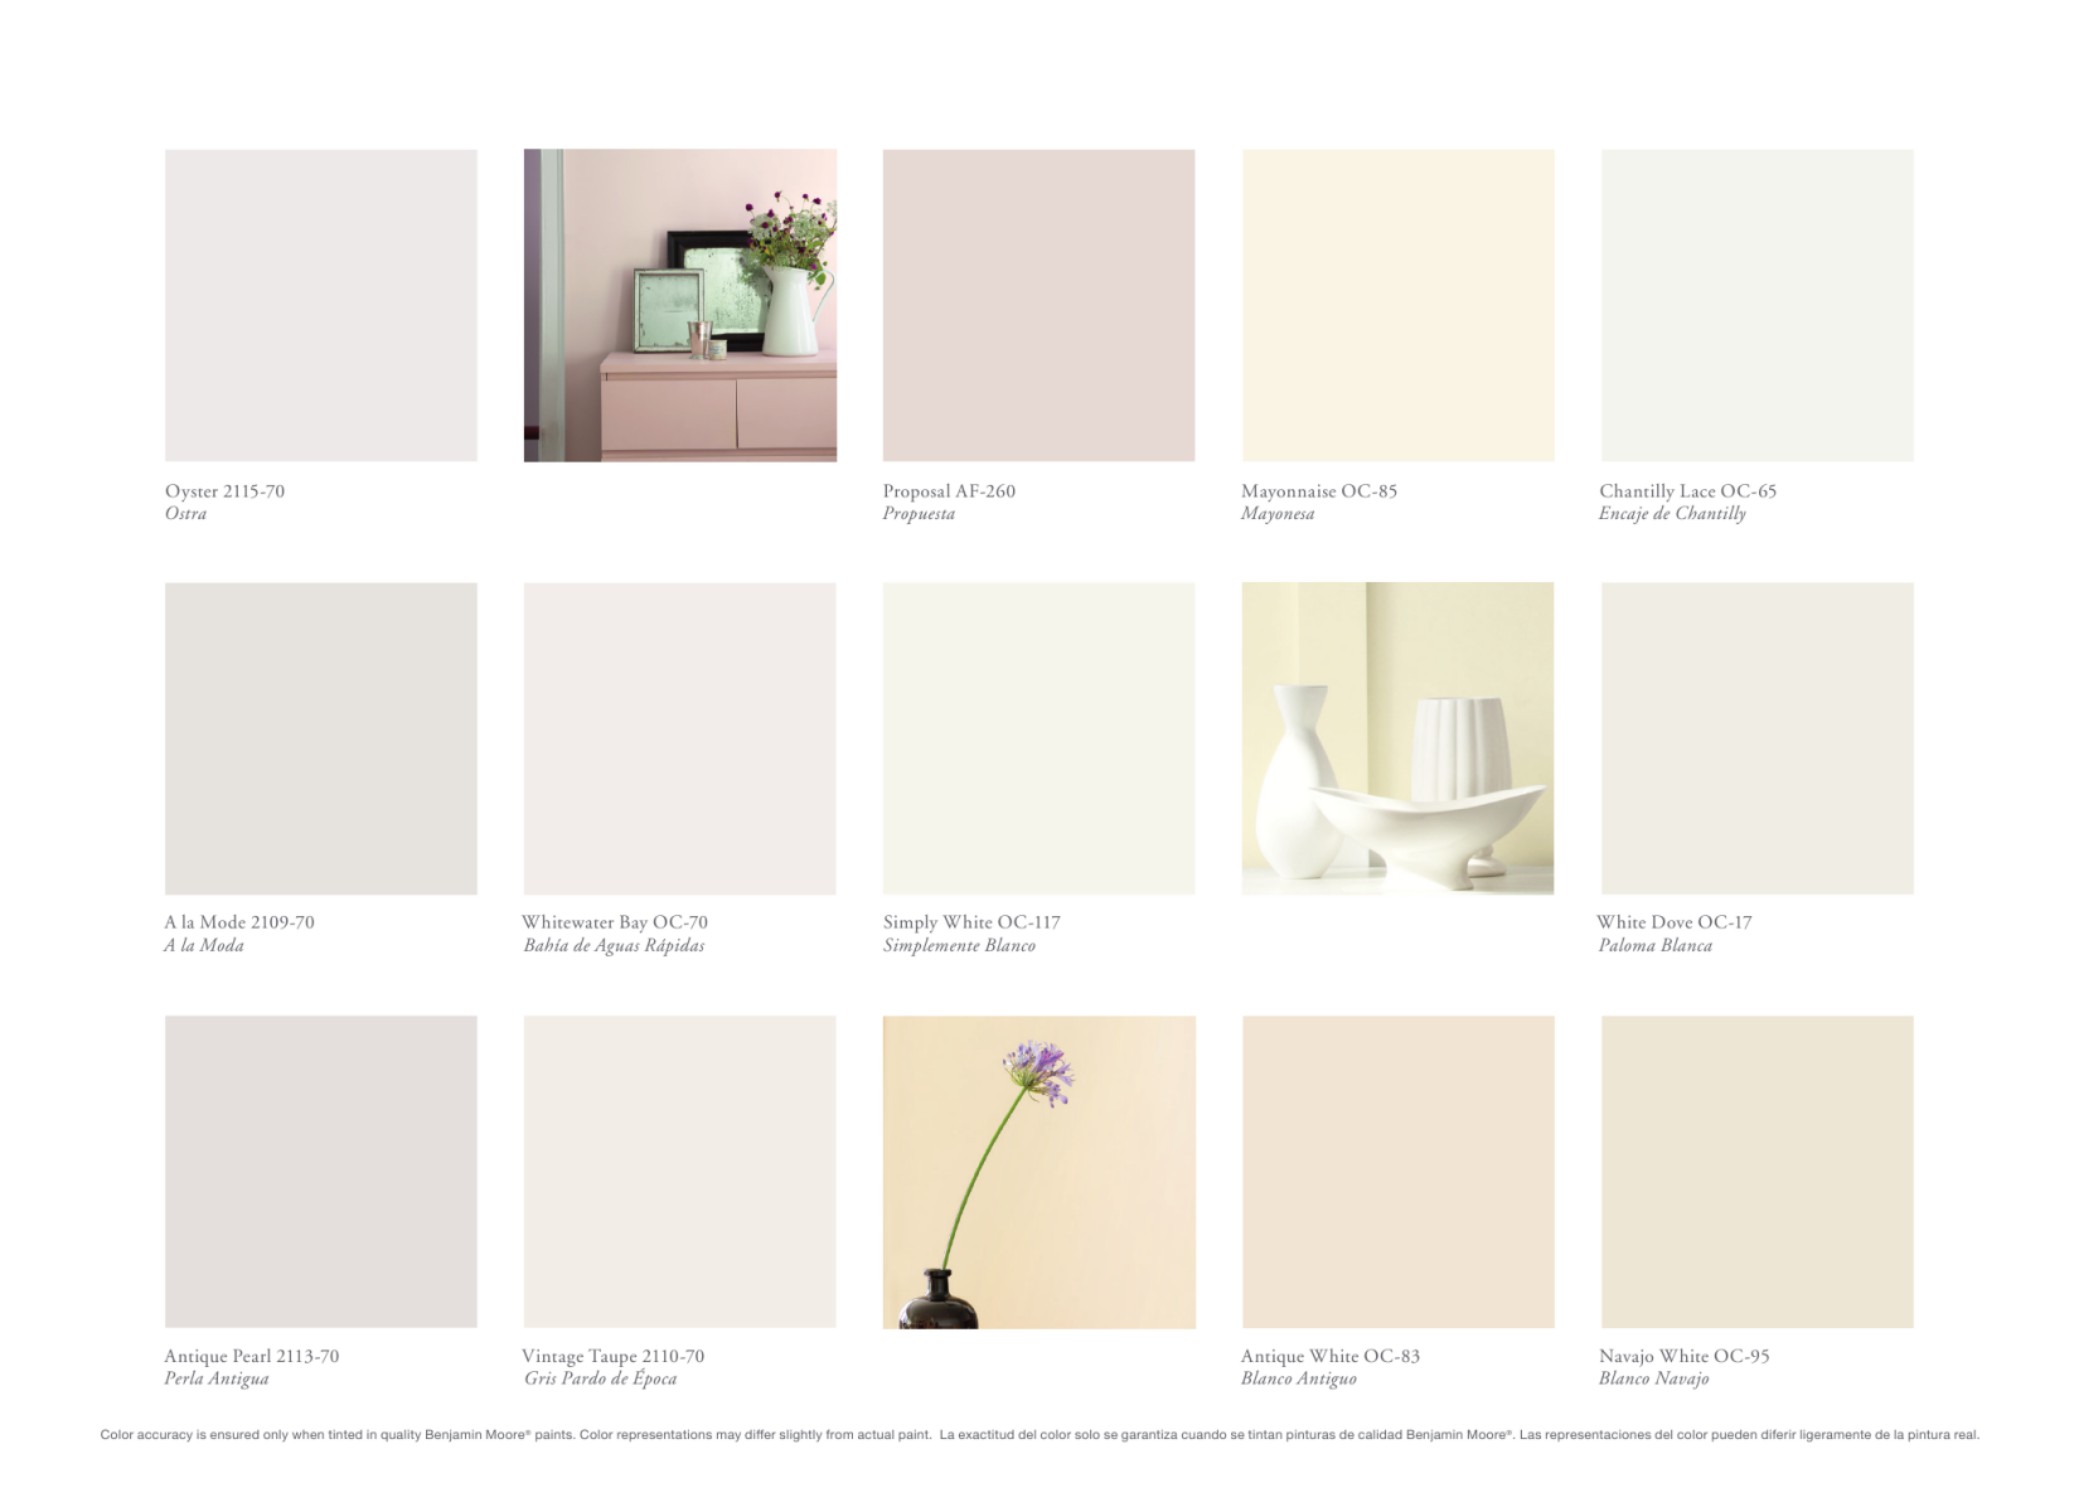 Oyster 2115-70
Ostra
Proposal AF-260
Propuesta
Mayonnaise OC-85
Mayonesa
Chantilly Lace OC-65
Encaje de Chantilly
A la Mode 2109-70
A la Moda
Whitewater Bay OC-70
Bahía de Aguas Rápidas
Simply White OC-117
Simplemente Blanco
White Dove OC-17
Paloma Blanca
Antique Pearl 2113-70
Perla Antigua
Vintage Taupe 2110-70
Gris Pardo de Época
Antique White OC-83
Blanco Antiguo
Navajo White OC-95
Blanco Navajo
Color accuracy is ensured only when tinted in quality Benjamin Moore® paints. Color representations may differ slightly from actual paint. La exactitud del color solo se garantiza cuando se tintan pinturas de calidad Benjamin Moore®. Las representaciones del color pueden diferir ligeramente de la pintura real.